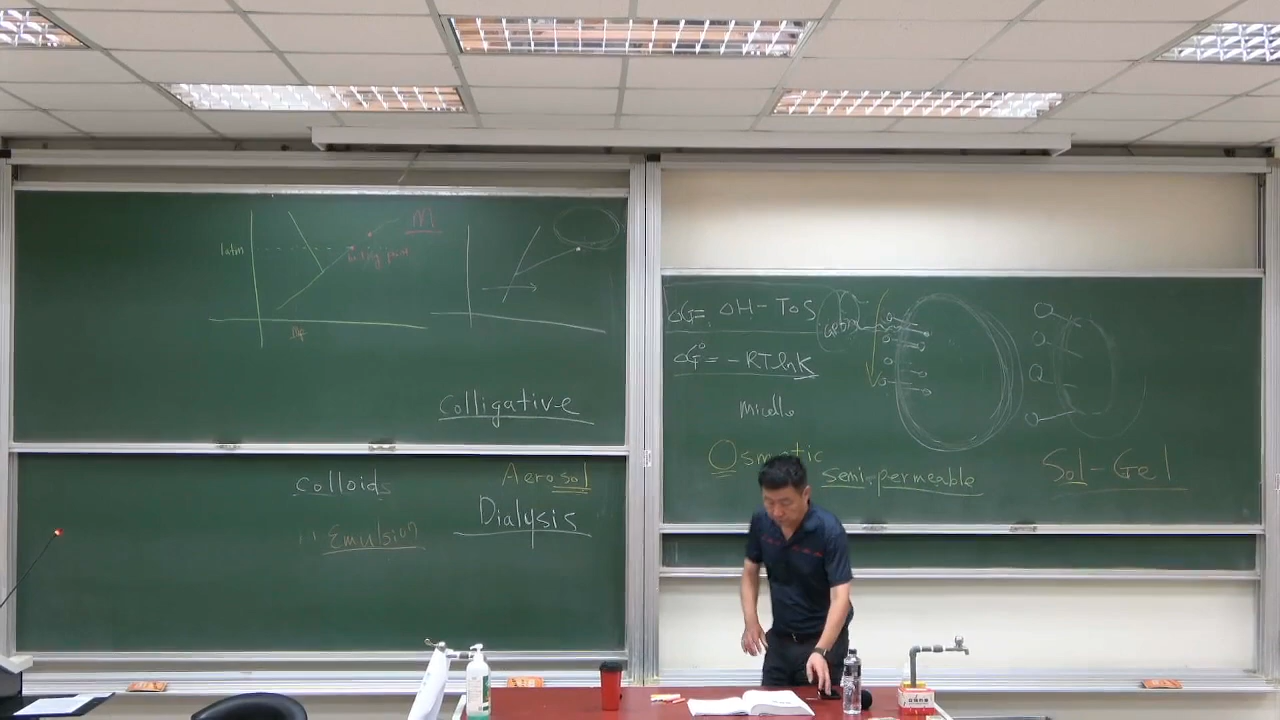 1atm
M
Colligative
Colloids
Aerosol
Dialysis
Emulsion
ΔG = ΔH - TΔS
ΔG° = -RTlnK
micelle
Osmotic
semi-permeable
Sol-Gel